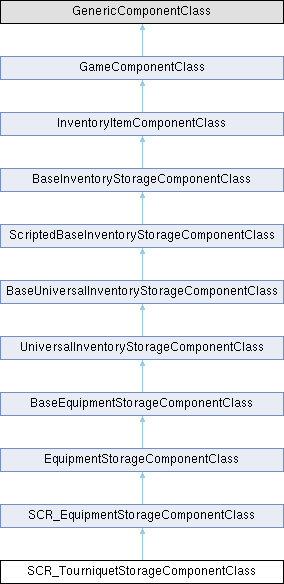 GenericComponentClass
GameComponentClass
InventoryItemComponentClass
BaseInventoryStorageComponentClass
ScriptedBaseInventoryStorageComponentClass
BaseUniversalInventoryStorageComponentClass
UniversalInventoryStorageComponentClass
BaseEquipmentStorageComponentClass
EquipmentStorageComponentClass
SCR_EquipmentStorageComponentClass
SCR_TourniquetStorageComponentClass